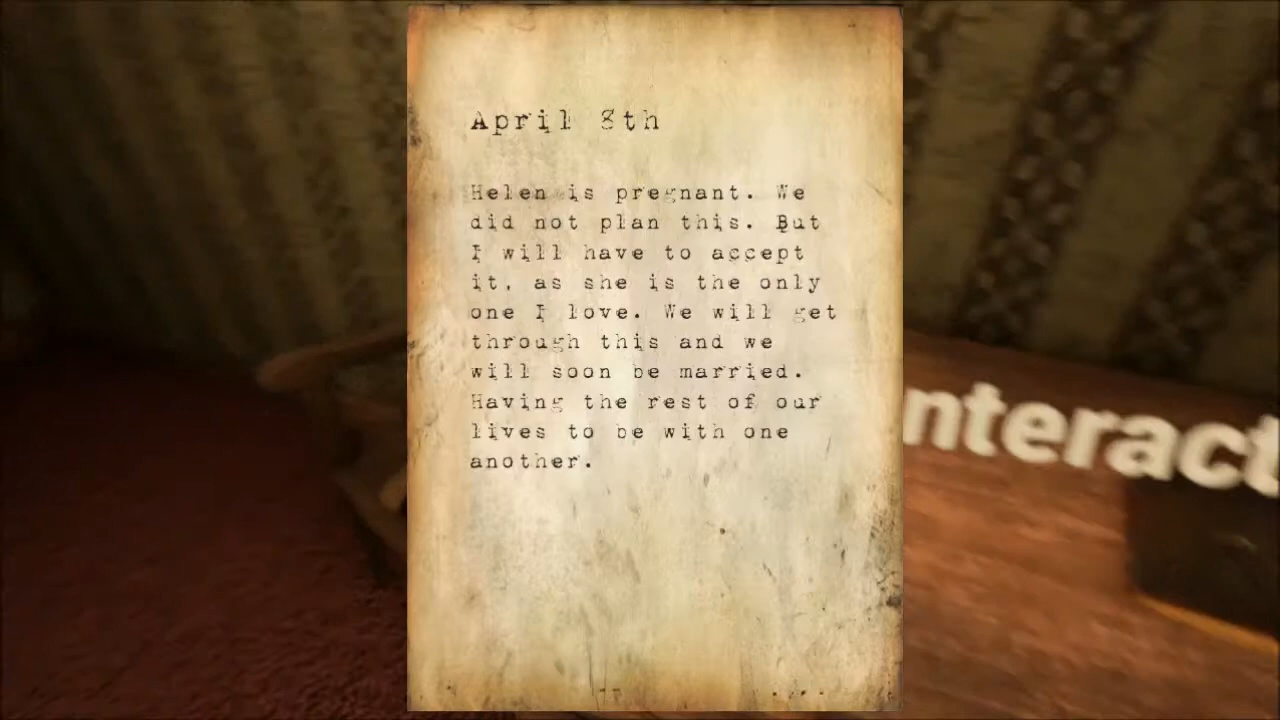 April 8th
Helen is pregnant. We
did not plan this. But
I will have to accept
it, as she is the only
one I love. We will get
through this and we
will soon be married.
Having the rest of our
lives to be with one
another.
nteract